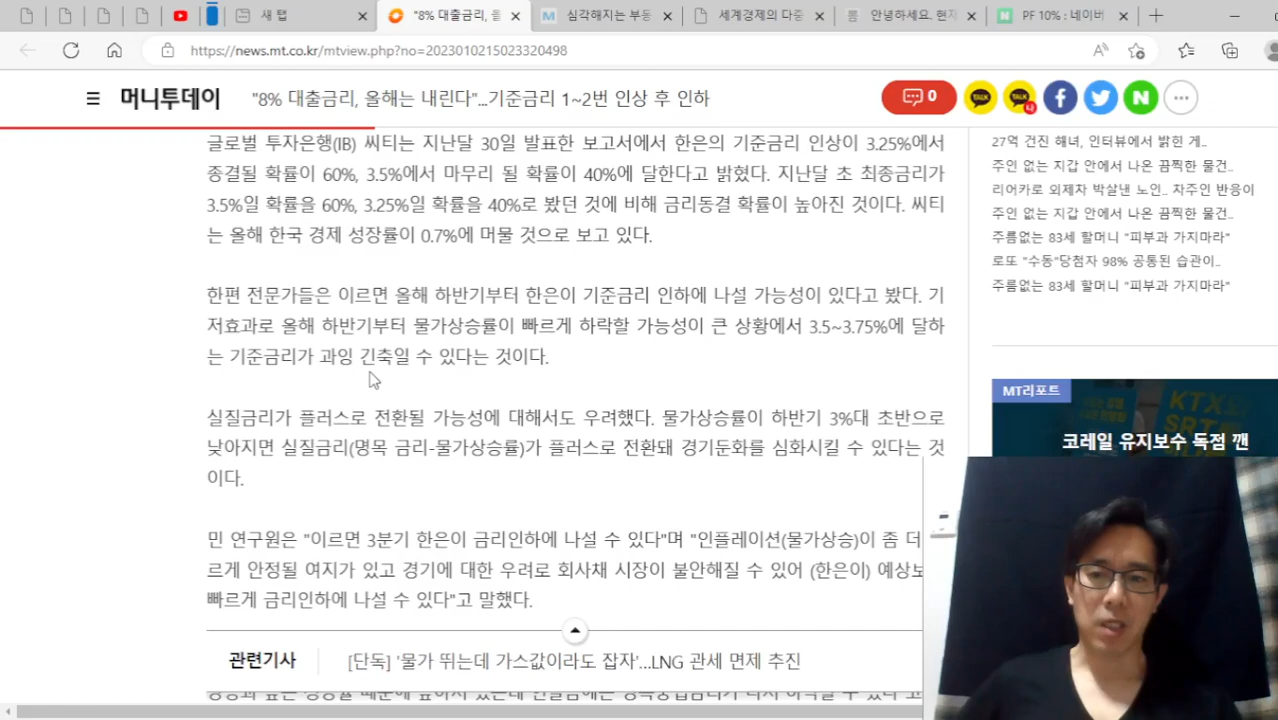 새 탭
"8% 대출금리, 올
심각해지는 부동
세계경제의 다중
안녕하세요. 현재
PF 10% : 네이버
https://news.mt.co.kr/mtview.php?no=2023010215023320498
머니투데이
"8% 대출금리, 올해는 내린다"...기준금리 1~2번 인상 후 인하
0
TALK
TALK
N
글로벌 투자은행(IB) 씨티는 지난달 30일 발표한 보고서에서 한은의 기준금리 인상이 3.25%에서
종결될 확률이 60%, 3.5%에서 마무리 될 확률이 40%에 달한다고 밝혔다. 지난달 초 최종금리가
3.5%일 확률을 60%, 3.25%일 확률을 40%로 봤던 것에 비해 금리동결 확률이 높아진 것이다. 씨티
는 올해 한국 경제 성장률이 0.7%에 머물 것으로 보고 있다.
한편 전문가들은 이르면 올해 하반기부터 한은이 기준금리 인하에 나설 가능성이 있다고 봤다. 기
저효과로 올해 하반기부터 물가상승률이 빠르게 하락할 가능성이 큰 상황에서 3.5~3.75%에 달하
는 기준금리가 과잉 긴축일 수 있다는 것이다.
실질금리가 플러스로 전환될 가능성에 대해서도 우려했다. 물가상승률이 하반기 3%대 초반으로
낮아지면 실질금리(명목 금리-물가상승률)가 플러스로 전환돼 경기둔화를 심화시킬 수 있다는 것
이다.
민 연구원은 "이르면 3분기 한은이 금리인하에 나설 수 있다"며 "인플레이션(물가상승)이 좀 더
르게 안정될 여지가 있고 경기에 대한 우려로 회사채 시장이 불안해질 수 있어 (한은이) 예상보
빠르게 금리인하에 나설 수 있다"고 말했다.
관련기사
[단독] '물가 뛰는데 가스값이라도 잡자'...LNG 관세 면제 추진
27역 건진 해녀, 인터뷰에서 밝힌 게..
주인 없는 지갑 안에서 나온 끔찍한 물건..
리어카로 외제차 박살낸 노인.. 차주인 반응이
주인 없는 지갑 안에서 나온 끔찍한 물건..
주름없는 83세 할머니 "피부과 가지마라"
로또 "수동"당첨자 98% 공통된 습관이..
주름없는 83세 할머니 "피부과 가지마라"
MT리포트
KTX와
SRT
코레일 유지보수 독점 깬